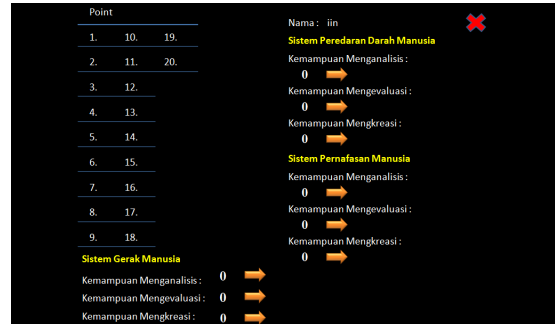 Point
1. 10. 19.
2. 11. 20.
3. 12.
4. 13.
5. 14.
6. 15.
7. 16.
8. 17.
9. 18.
Sistem Gerak Manusia
Kemampuan Menganalisis : 0
Kemampuan Mengevaluasi : 0
Kemampuan Mengkreasi : 0
Nama : iin
Sistem Peredaran Darah Manusia
Kemampuan Menganalisis :
0
Kemampuan Mengevaluasi :
0
Kemampuan Mengkreasi :
0
Sistem Pernafasan Manusia
Kemampuan Menganalisis :
0
Kemampuan Mengevaluasi :
0
Kemampuan Mengkreasi :
0